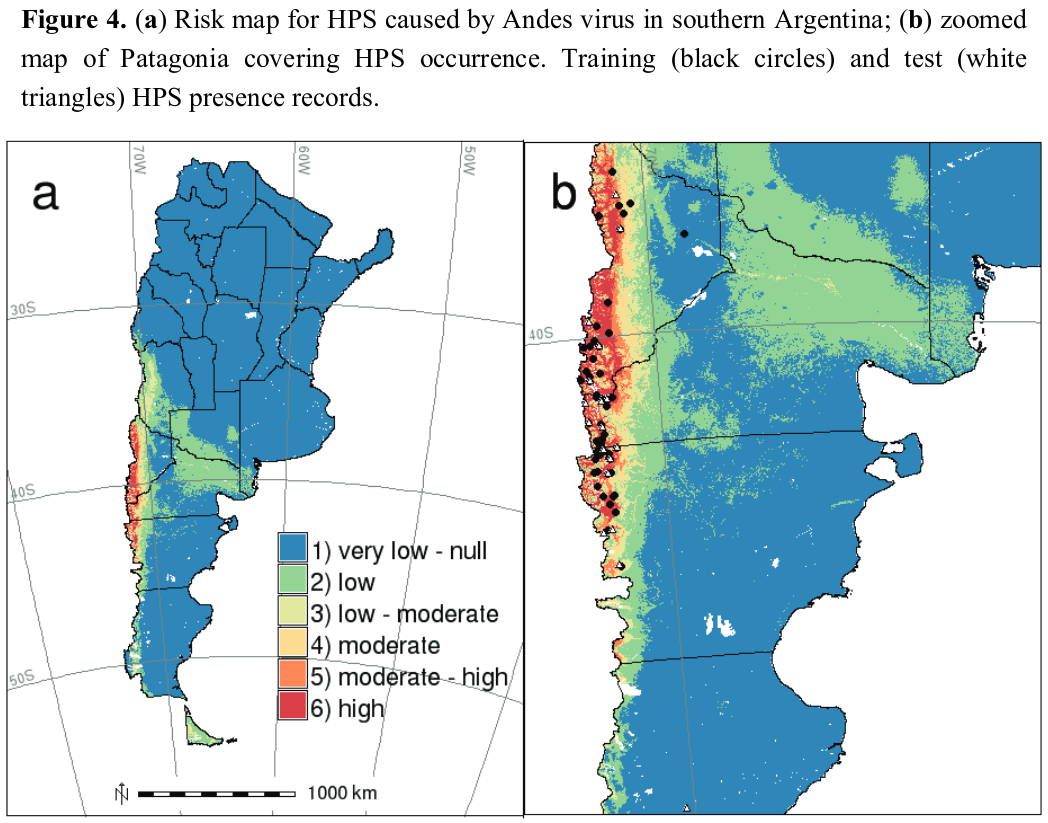 Figure 4. (a) Risk map for HPS caused by Andes virus in southern Argentina; (b) zoomed
map of Patagonia covering HPS occurrence. Training (black circles) and test (white
triangles) HPS presence records.
a
70W
60W
50W
30S
40S
50S
1) very low - null
2) low
3) low - moderate
4) moderate
5) moderate - high
6) high
N
1000 km
b
40S